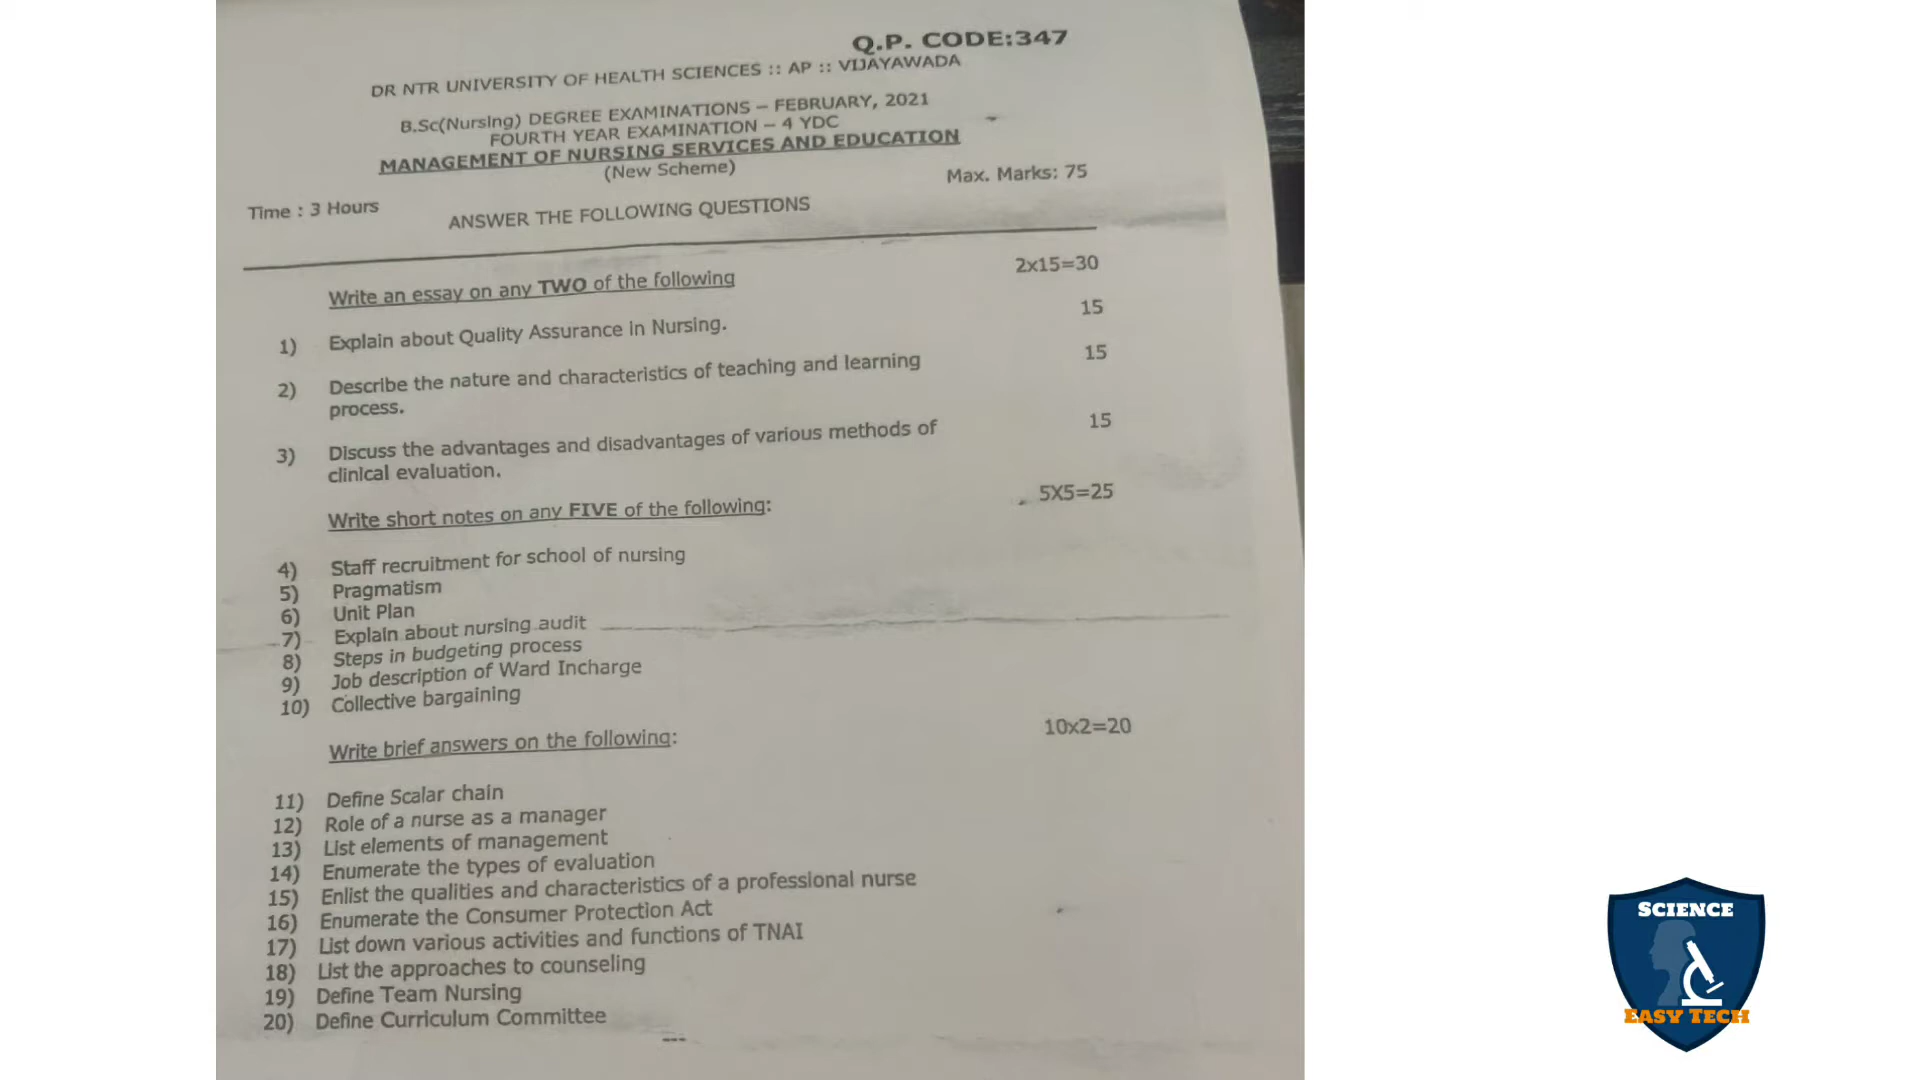 Q.P. CODE:347
DR NTR UNIVERSITY OF HEALTH SCIENCES :: AP :: VIJAYAWADA
B.Sc(Nursing) DEGREE EXAMINATIONS – FEBRUARY, 2021
FOURTH YEAR EXAMINATION – 4 YDC
MANAGEMENT OF NURSING SERVICES AND EDUCATION
(New Scheme)
Time : 3 Hours Max. Marks: 75
ANSWER THE FOLLOWING QUESTIONS
Write an essay on any TWO of the following 2x15=30
1) Explain about Quality Assurance in Nursing. 15
2) Describe the nature and characteristics of teaching and learning 15
process.
3) Discuss the advantages and disadvantages of various methods of 15
clinical evaluation.
Write short notes on any FIVE of the following: 5X5=25
4) Staff recruitment for school of nursing
5) Pragmatism
6) Unit Plan
7) Explain about nursing audit
8) Steps in budgeting process
9) Job description of Ward Incharge
10) Collective bargaining
Write brief answers on the following: 10x2=20
11) Define Scalar chain
12) Role of a nurse as a manager
13) List elements of management
14) Enumerate the types of evaluation
15) Enlist the qualities and characteristics of a professional nurse
16) Enumerate the Consumer Protection Act
17) List down various activities and functions of TNAI
18) List the approaches to counseling
19) Define Team Nursing
20) Define Curriculum Committee
---
SCIENCE
EASY TECH